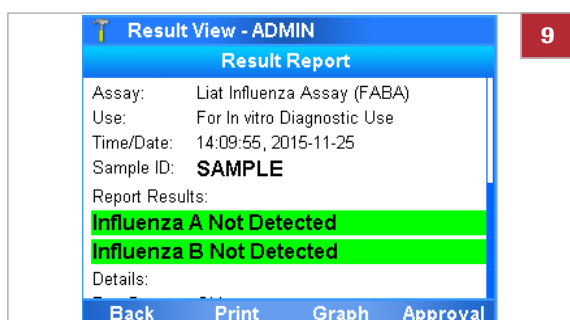 Result View - ADMIN
9
Result Report
Assay: Liat Influenza Assay (FABA)
Use: For In vitro Diagnostic Use
Time/Date: 14:09:55, 2015-11-25
Sample ID: SAMPLE
Report Results:
Influenza A Not Detected
Influenza B Not Detected
Details:
Back Print Graph Approval